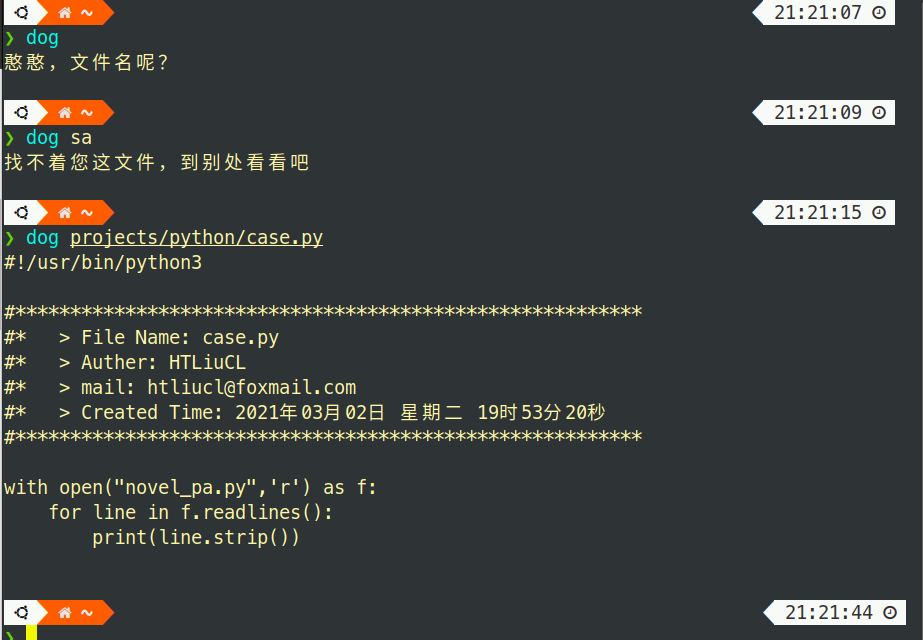 ~ 21:21:07
❯ dog
憨憨，文件名呢?
~ 21:21:09
❯ dog sa
找不着您这文件，到别处看看吧
~ 21:21:15
❯ dog projects/python/case.py
#!/usr/bin/python3
#*********************************************************
#*   > File Name: case.py
#*   > Auther: HTLiuCL
#*   > mail: htliucl@foxmail.com
#*   > Created Time: 2021年03月02日 星期二 19时53分20秒
#*********************************************************
with open("novel_pa.py",'r') as f:
    for line in f.readlines():
        print(line.strip())
~ 21:21:44
❯